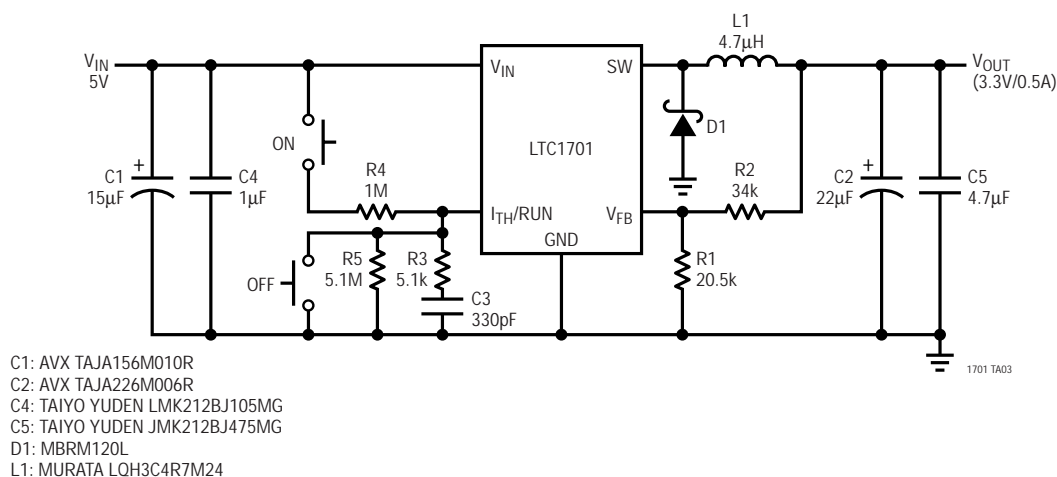 L1
4.7µH
VIN
5V
VIN
SW
VOUT
(3.3V/0.5A)
D1
ON
LTC1701
C1
15µF
+
C4
1µF
R4
1M
R2
34k
C2
22µF
+
C5
4.7µF
ITH/RUN
VFB
GND
OFF
R5
5.1M
R3
5.1k
R1
20.5k
C3
330pF
1701 TA03
C1: AVX TAJA156M010R
C2: AVX TAJA226M006R
C4: TAIYO YUDEN LMK212BJ105MG
C5: TAIYO YUDEN JMK212BJ475MG
D1: MBRM120L
L1: MURATA LQH3C4R7M24